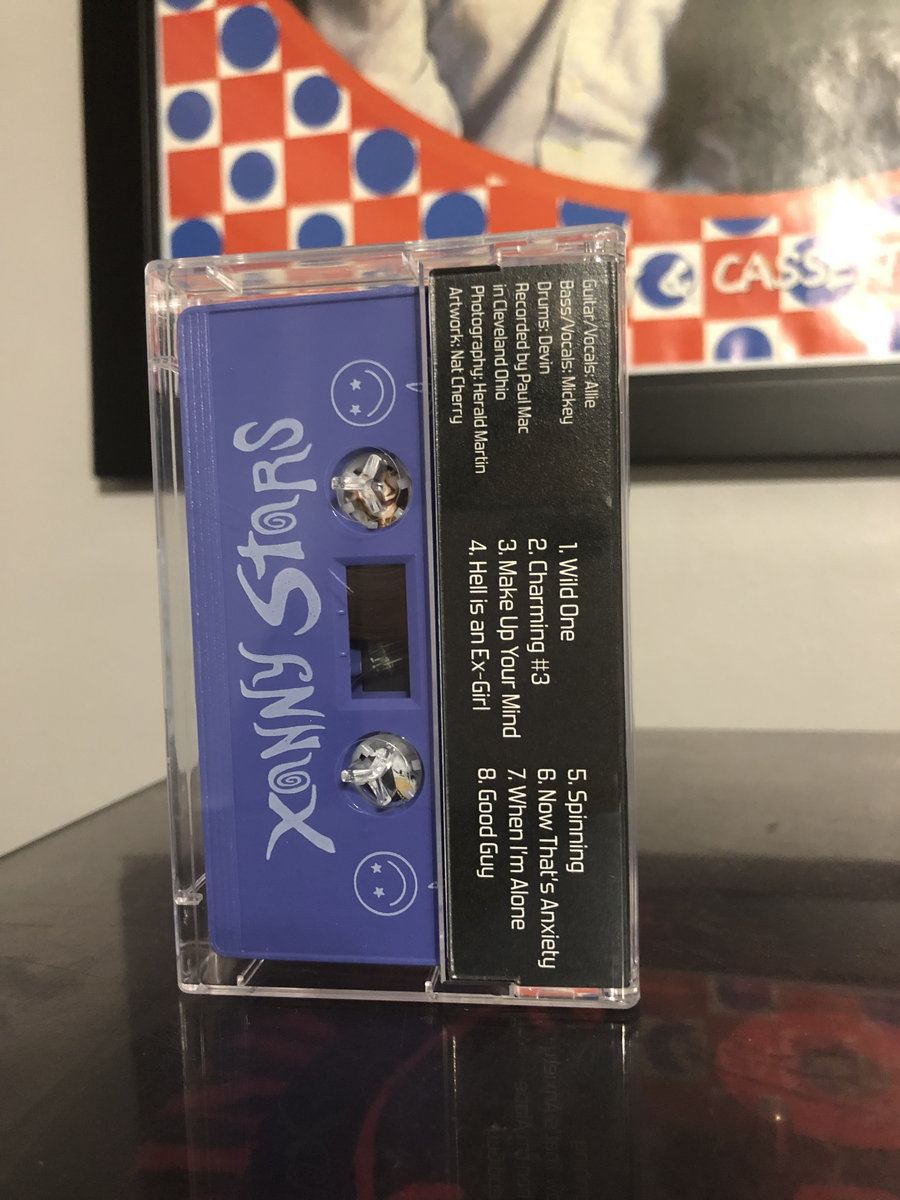 XANNY STARS
Guitar/Vocals: Allie
Bass/Vocals: Mickey
Drums: Devin
Recorded by Paul Mac
in Cleveland Ohio
Photography: Herald Martin
Artwork: Nat Cherry
1. Wild One
2. Charming #3
3. Make Up Your Mind
4. Hell is an Ex-Girl
5. Spinning
6. Now That's Anxiety
7. When I'm Alone
8. Good Guy
&